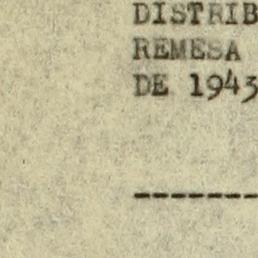 DISTRIB
REMESA
DE 1943
--------